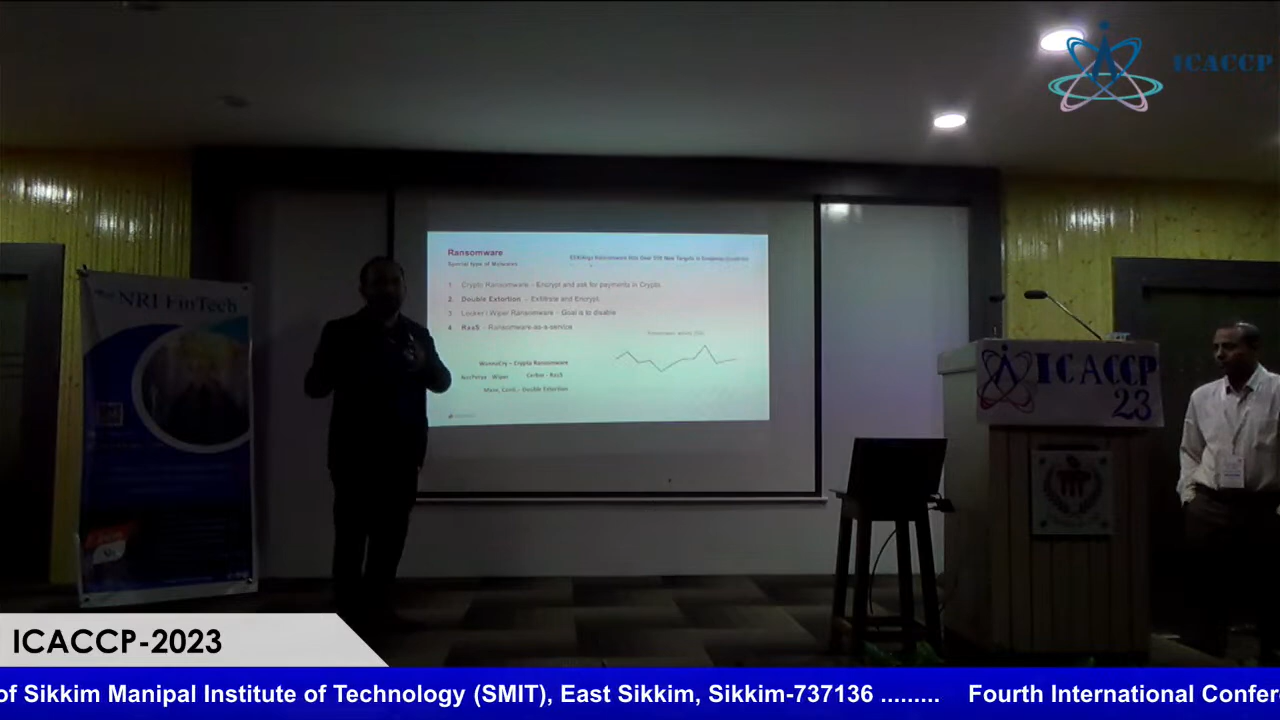 ICACCP
NRI FinTech
Ransomware
Special type of Malwares
1. Crypto Ransomware - Encrypt and ask for payments in Crypto
2. Double Extortion - Exfiltrate and Encrypt
3. Locker / Wiper Ransomware - Goal is to disable
4. RaaS - Ransomware-as-a-service
WannaCry - Crypto Ransomware
NotPetya - Wiper
Cerber - RaaS
Double Extortion
ICACCP
23
ICACCP-2023
of Sikkim Manipal Institute of Technology (SMIT), East Sikkim, Sikkim-737136 ......... Fourth International Confer